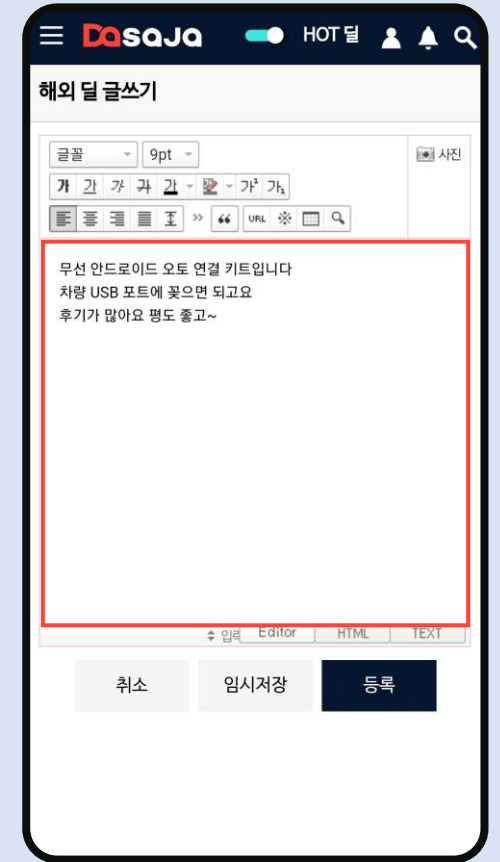 Dasaja HOT딜
해외 딜 글쓰기
글꼴 9pt 사진
가 간 가 가 가 가¹ 가₁
URL ※
무선 안드로이드 오토 연결 키트입니다
차량 USB 포트에 꽂으면 되고요
후기가 많아요 평도 좋고~
Editor HTML TEXT
취소 임시저장 등록